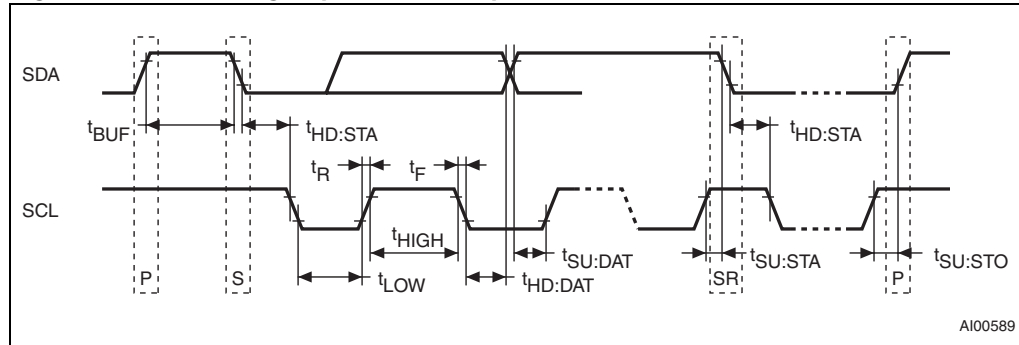 SDA
tBUF
tHD:STA
tHD:STA
tR
tF
SCL
tHIGH
tSU:DAT
tSU:STA
tSU:STO
P
S
tLOW
tHD:DAT
SR
P
AI00589